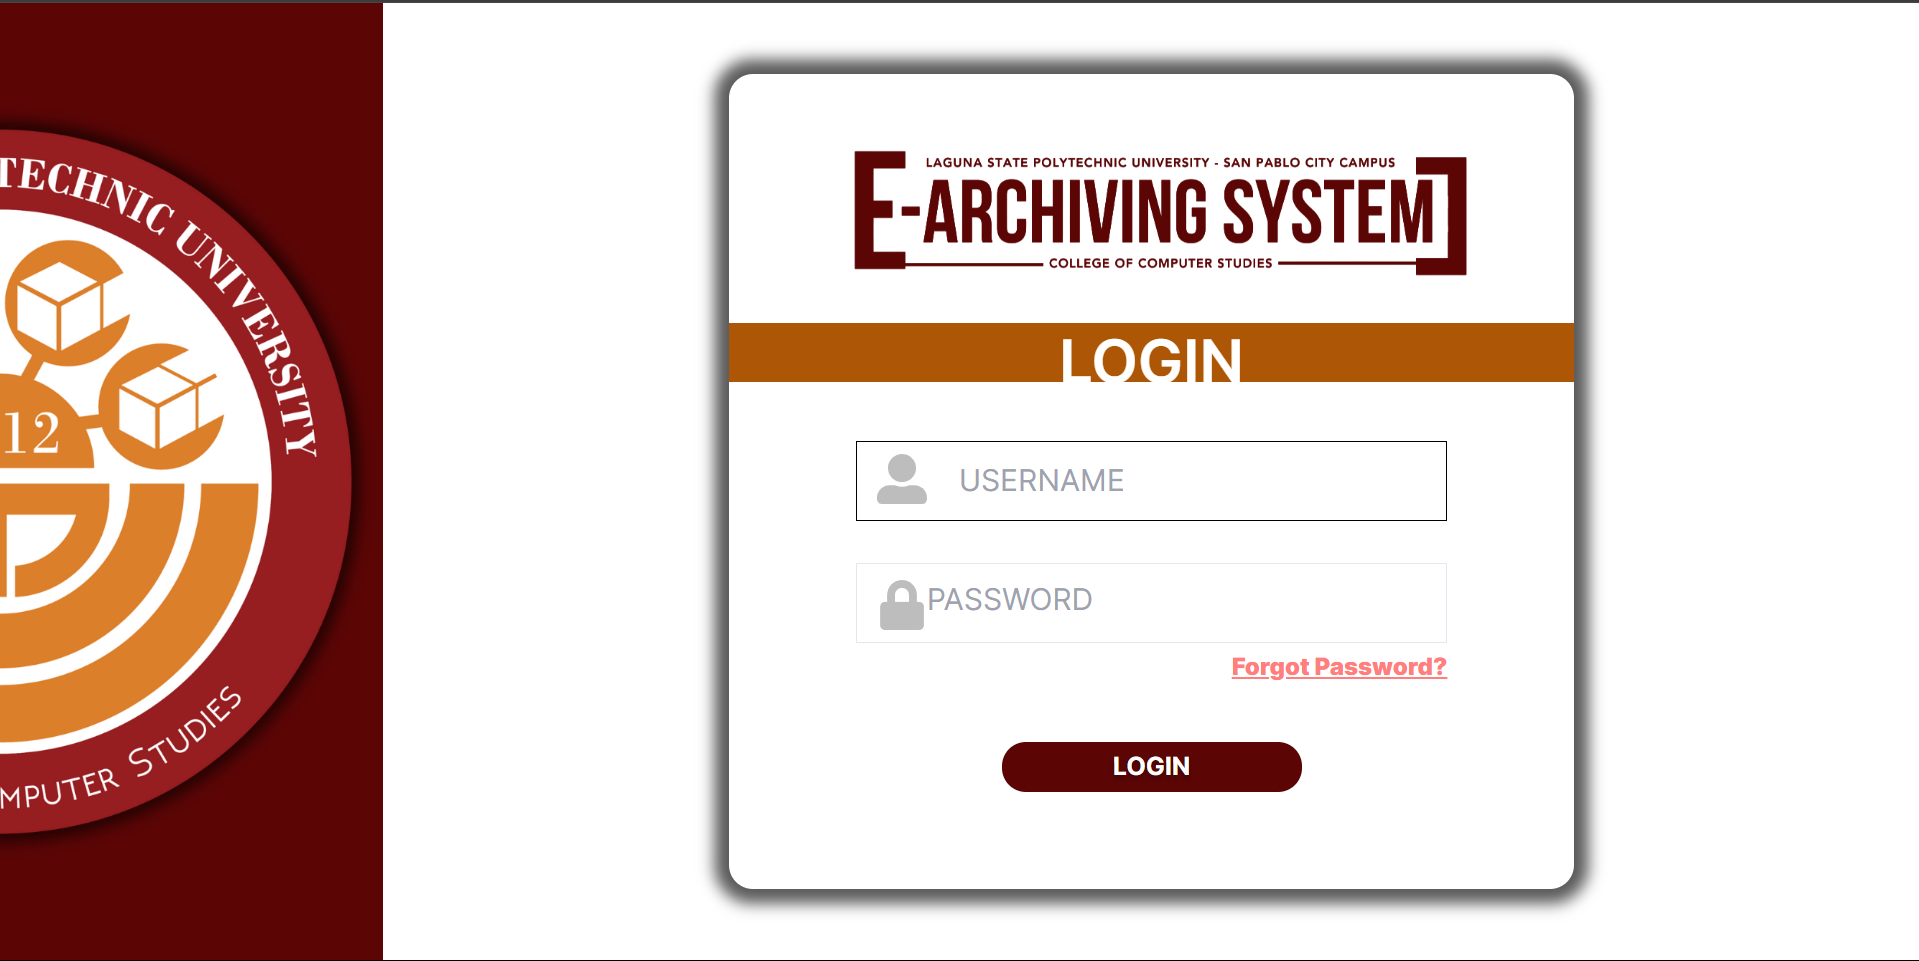 TECHNIC UNIVERSITY
12
MPUTER STUDIES
LAGUNA STATE POLYTECHNIC UNIVERSITY - SAN PABLO CITY CAMPUS
E-ARCHIVING SYSTEM
COLLEGE OF COMPUTER STUDIES
LOGIN
USERNAME
PASSWORD
Forgot Password?
LOGIN